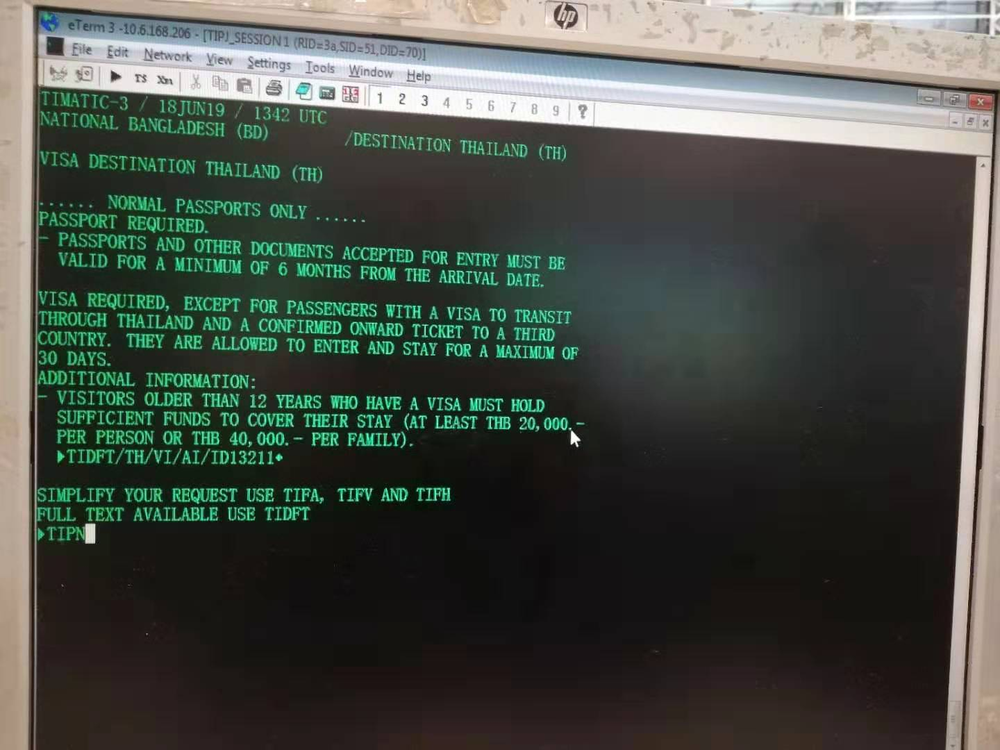 hp
eTerm 3 -10.6.168.206 - [TIPJ_SESSION 1 (RID=3a,SID=51,DID=70)]
File Edit Network View Settings Tools Window Help
TS Xm 1 2 3 4 5 6 7 8 9 ?
TIMATIC-3 / 18JUN19 / 1342 UTC
NATIONAL BANGLADESH (BD) /DESTINATION THAILAND (TH)
VISA DESTINATION THAILAND (TH)
...... NORMAL PASSPORTS ONLY ......
PASSPORT REQUIRED.
- PASSPORTS AND OTHER DOCUMENTS ACCEPTED FOR ENTRY MUST BE
VALID FOR A MINIMUM OF 6 MONTHS FROM THE ARRIVAL DATE.
VISA REQUIRED, EXCEPT FOR PASSENGERS WITH A VISA TO TRANSIT
THROUGH THAILAND AND A CONFIRMED ONWARD TICKET TO A THIRD
COUNTRY. THEY ARE ALLOWED TO ENTER AND STAY FOR A MAXIMUM OF
30 DAYS.
ADDITIONAL INFORMATION:
- VISITORS OLDER THAN 12 YEARS WHO HAVE A VISA MUST HOLD
SUFFICIENT FUNDS TO COVER THEIR STAY (AT LEAST THB 20,000.-
PER PERSON OR THB 40,000.- PER FAMILY).
▶TIDFT/TH/VI/AI/ID13211◆
SIMPLIFY YOUR REQUEST USE TIFA, TIFV AND TIFH
FULL TEXT AVAILABLE USE TIDFT
▶TIPN